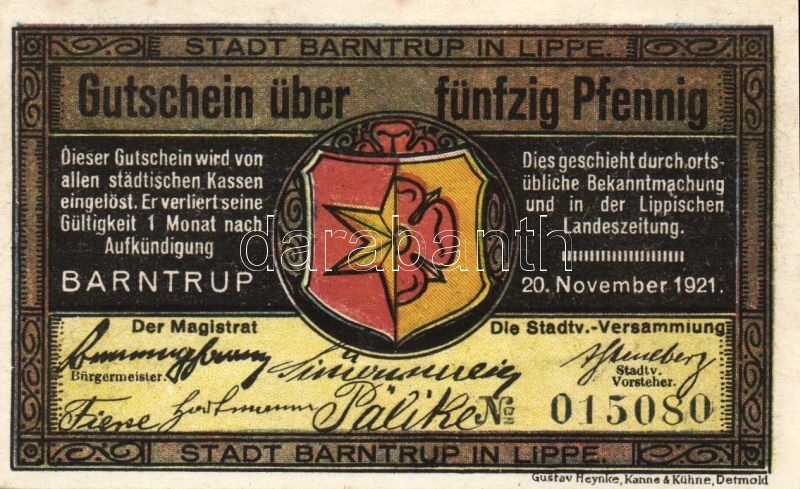 STADT BARNTRUP IN LIPPE.
Gutschein über fünfzig Pfennig
Dieser Gutschein wird von
allen städtischen Kassen
eingelöst. Er verliert seine
Gültigkeit 1 Monat nach
Aufkündigung
BARNTRUP
Dies geschieht durch orts-
übliche Bekanntmachung
und in der Lippischen
Landeszeitung.
20. November 1921.
darabanth
Der Magistrat
Die Stadtv.-Versammlung
Bürgermeister.
Stadtv.
Vorsteher.
Hartmann
Pälike
№ 015080
STADT BARNTRUP IN LIPPE.
Gustav Heynke, Kanne & Kühne, Detmold